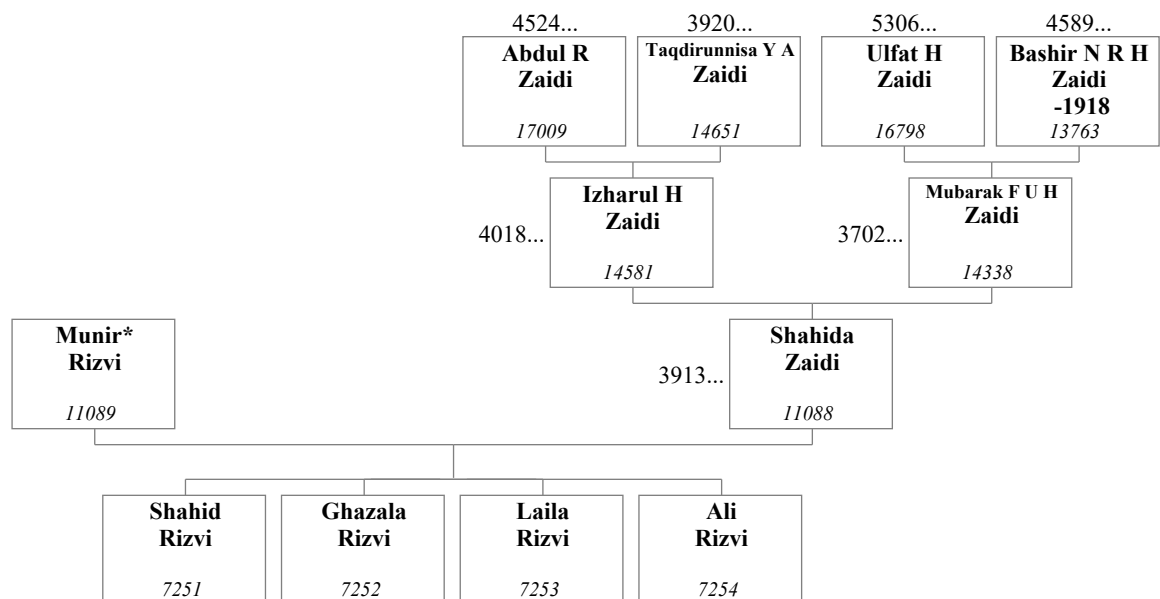 4524...
3920...
5306...
4589...
Abdul R
Zaidi
17009
Taqdirunnisa Y A
Zaidi
14651
Ulfat H
Zaidi
16798
Bashir N R H
Zaidi
-1918
13763
4018...
Izharul H
Zaidi
14581
3702...
Mubarak F U H
Zaidi
14338
Munir*
Rizvi
11089
3913...
Shahida
Zaidi
11088
Shahid
Rizvi
7251
Ghazala
Rizvi
7252
Laila
Rizvi
7253
Ali
Rizvi
7254